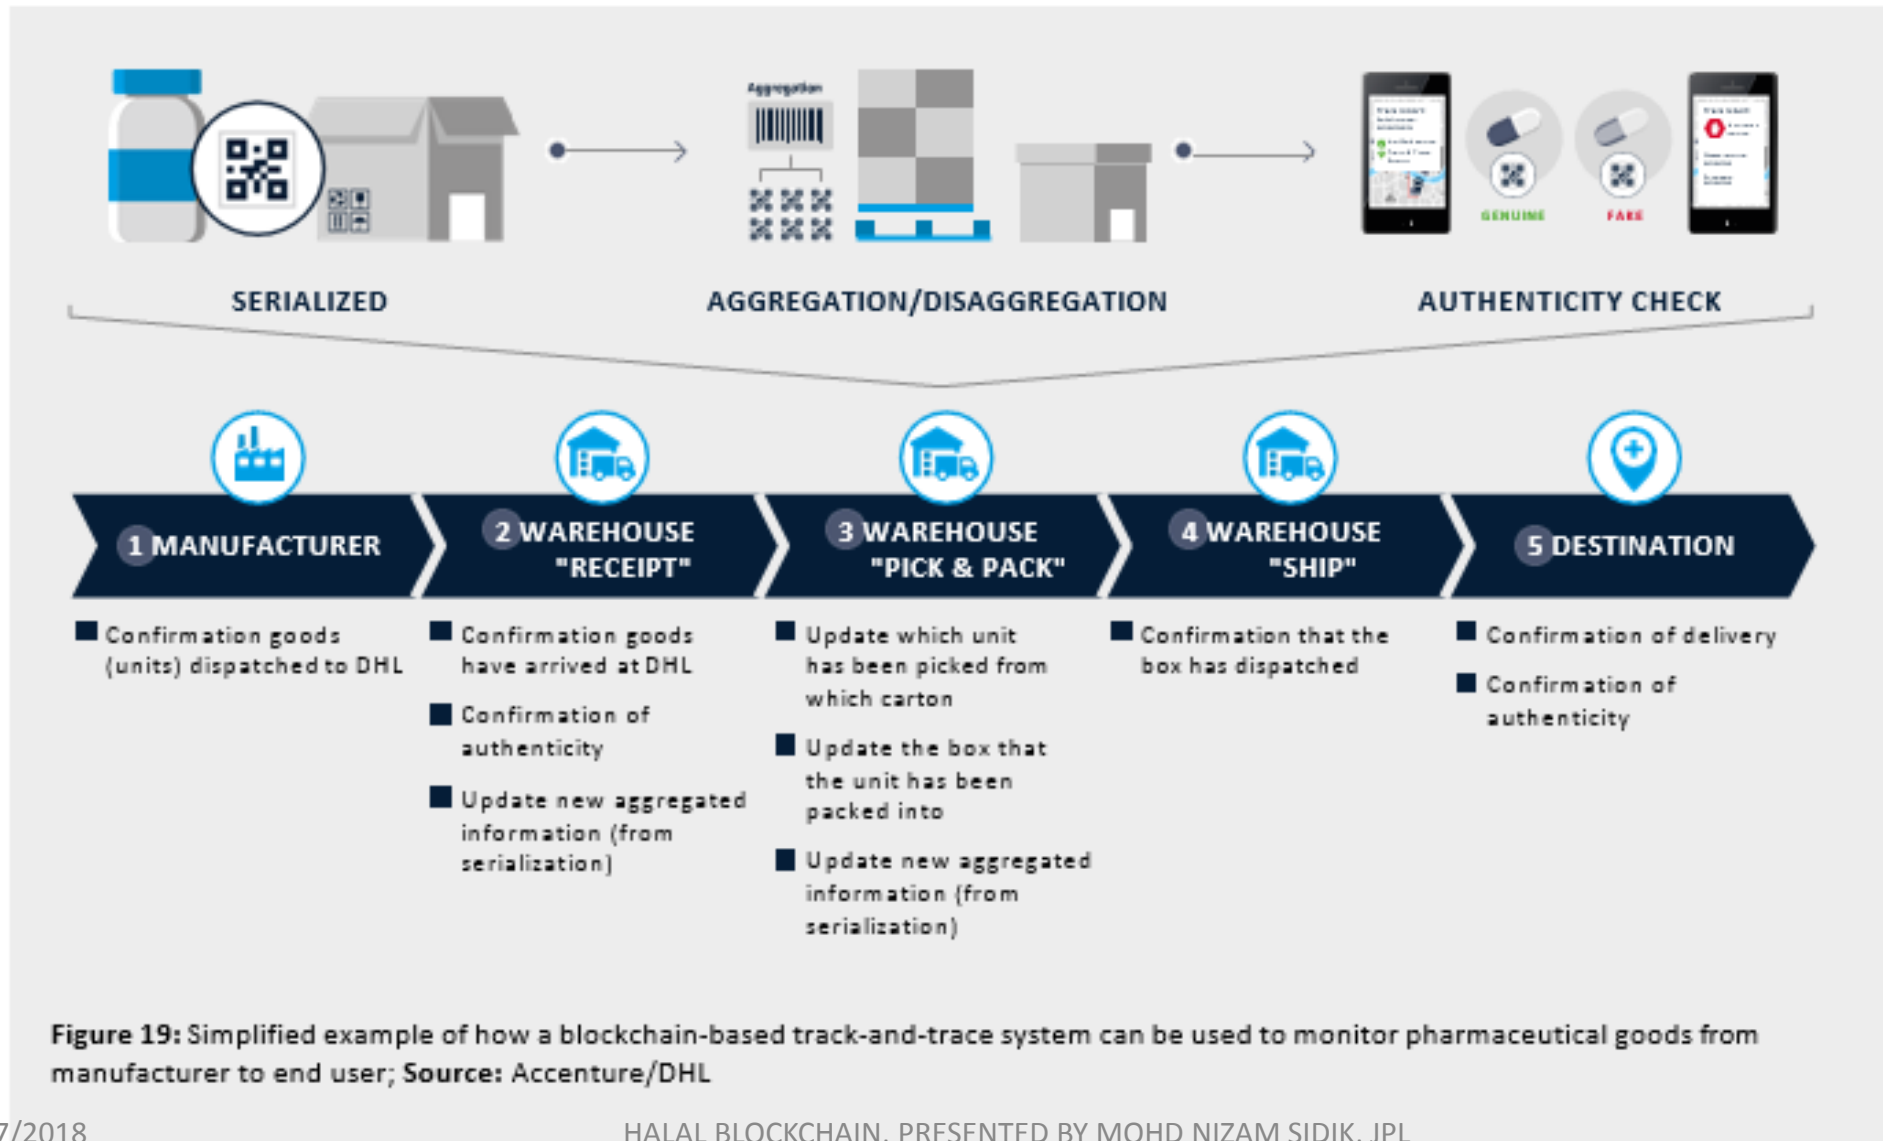 Aggregation
GENUINE
FAKE
SERIALIZED
AGGREGATION/DISAGGREGATION
AUTHENTICITY CHECK
1 MANUFACTURER
Confirmation goods
(units) dispatched to DHL
2 WAREHOUSE
"RECEIPT"
Confirmation goods
have arrived at DHL
Confirmation of
authenticity
Update new aggregated
information (from
serialization)
3 WAREHOUSE
"PICK & PACK"
Update which unit
has been picked from
which carton
Update the box that
the unit has been
packed into
Update new aggregated
information (from
serialization)
4 WAREHOUSE
"SHIP"
Confirmation that the
box has dispatched
5 DESTINATION
Confirmation of delivery
Confirmation of
authenticity
Figure 19: Simplified example of how a blockchain-based track-and-trace system can be used to monitor pharmaceutical goods from
manufacturer to end user; Source: Accenture/DHL
7/2018
HALAL BLOCKCHAIN, PRESENTED BY MOHD NIZAM SIDIK, JPL